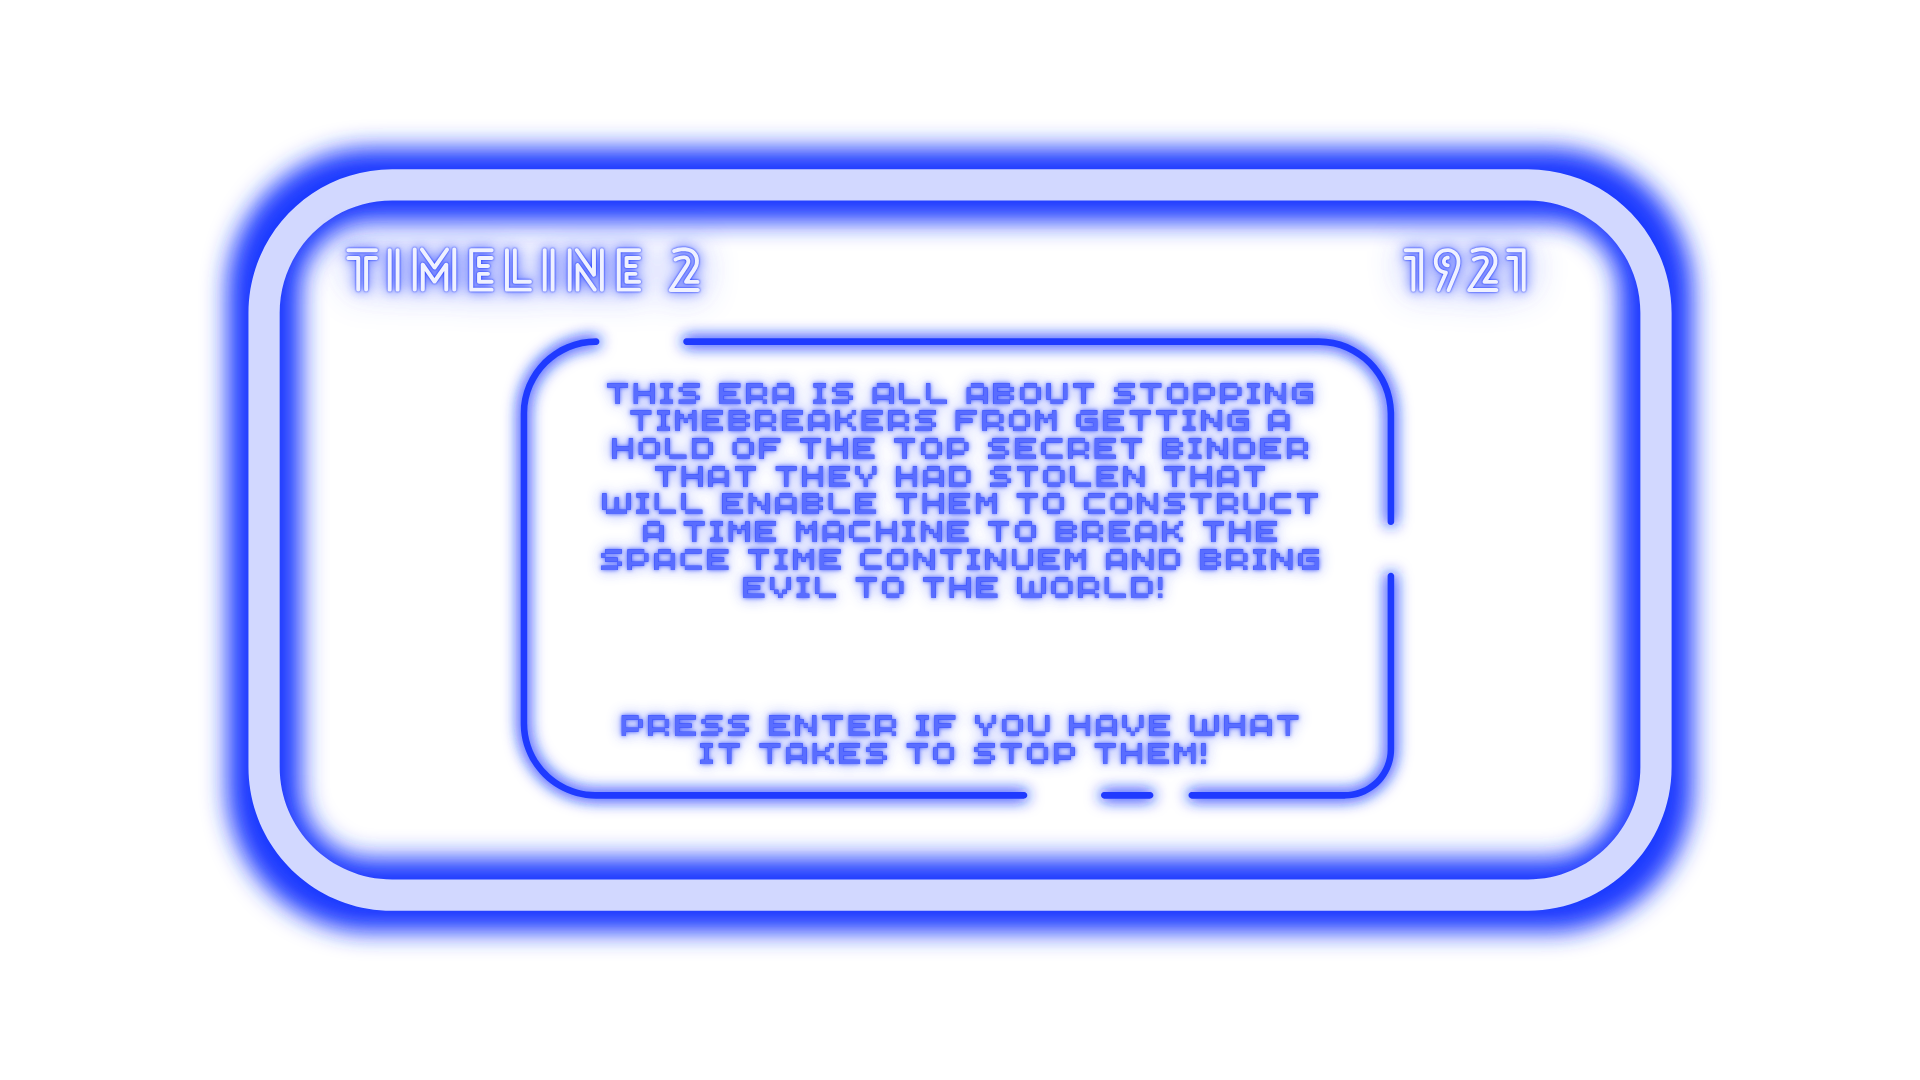 TIMELINE 2
1921
THIS ERA IS ALL ABOUT STOPPING
TIMEBREAKERS FROM GETTING A
HOLD OF THE TOP SECRET BINDER
THAT THEY HAD STOLEN THAT
WILL ENABLE THEM TO CONSTRUCT
A TIME MACHINE TO BREAK THE
SPACE TIME CONTINUEM AND BRING
EVIL TO THE WORLD!
PRESS ENTER IF YOU HAVE WHAT
IT TAKES TO STOP THEM!